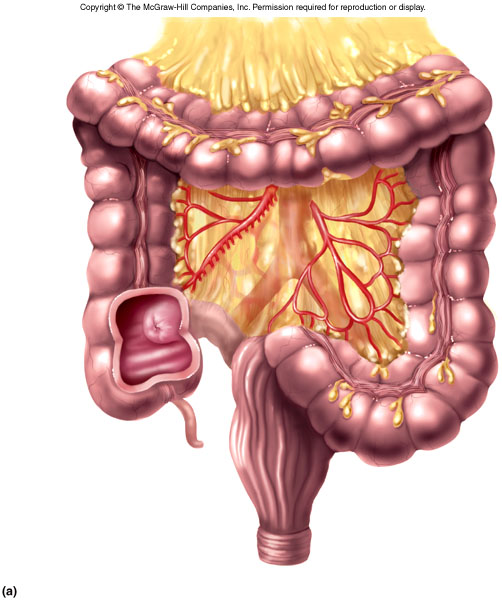 Copyright © The McGraw-Hill Companies, Inc. Permission required for reproduction or display.
(a)